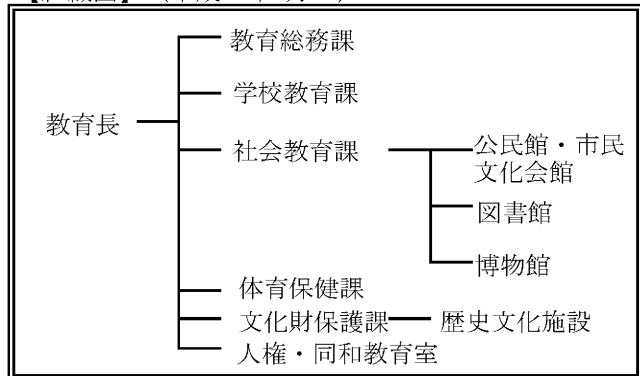 教育総務課
学校教育課
教育長
社会教育課
公民館・市民
文化会館
図書館
博物館
体育保健課
文化財保護課
歴史文化施設
人権・同和教育室